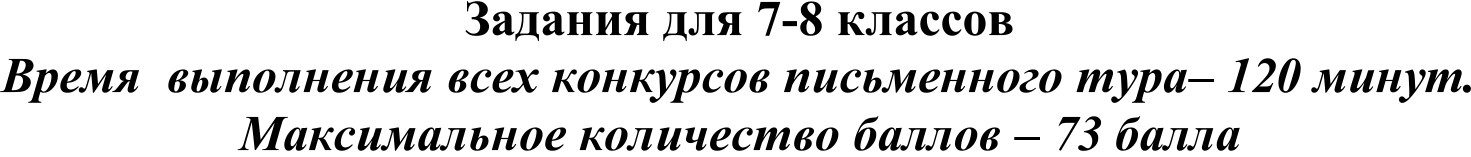 Задания для 7-8 классов
Время выполнения всех конкурсов письменного тура– 120 минут.
Максимальное количество баллов – 73 балла